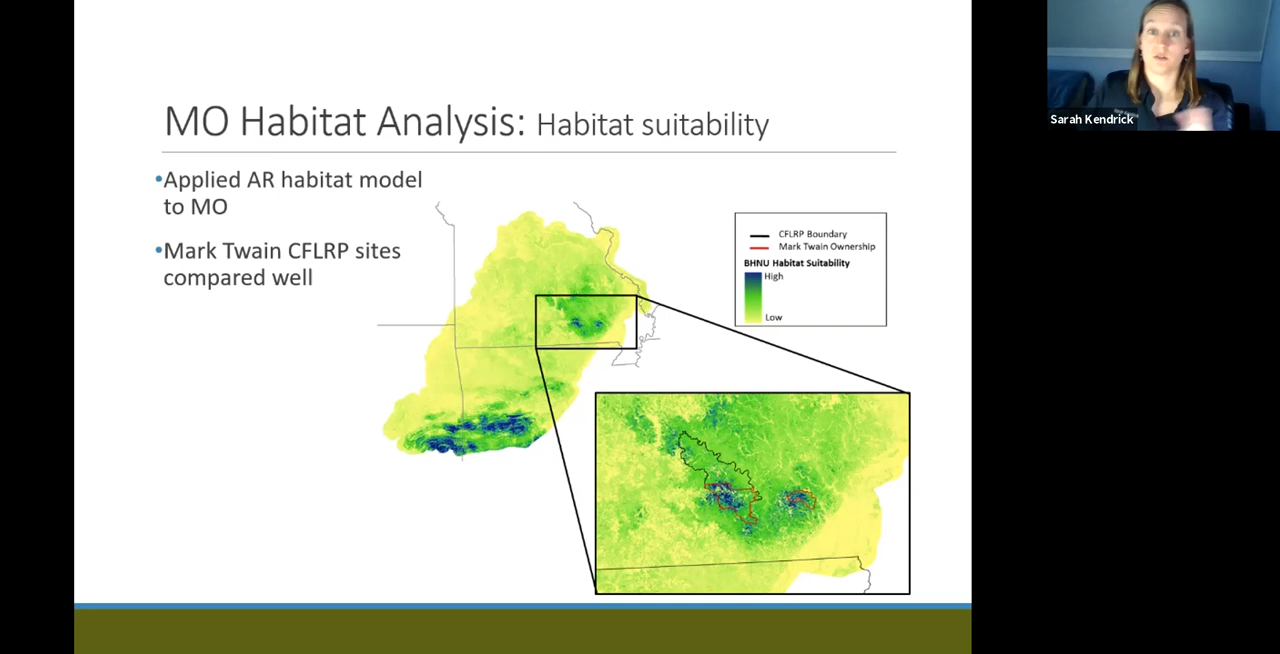 MO Habitat Analysis: Habitat suitability
•Applied AR habitat model
to MO
•Mark Twain CFLRP sites
compared well
CFLRP Boundary
Mark Twain Ownership
BHNU Habitat Suitability
High
Low
Sarah Kendrick